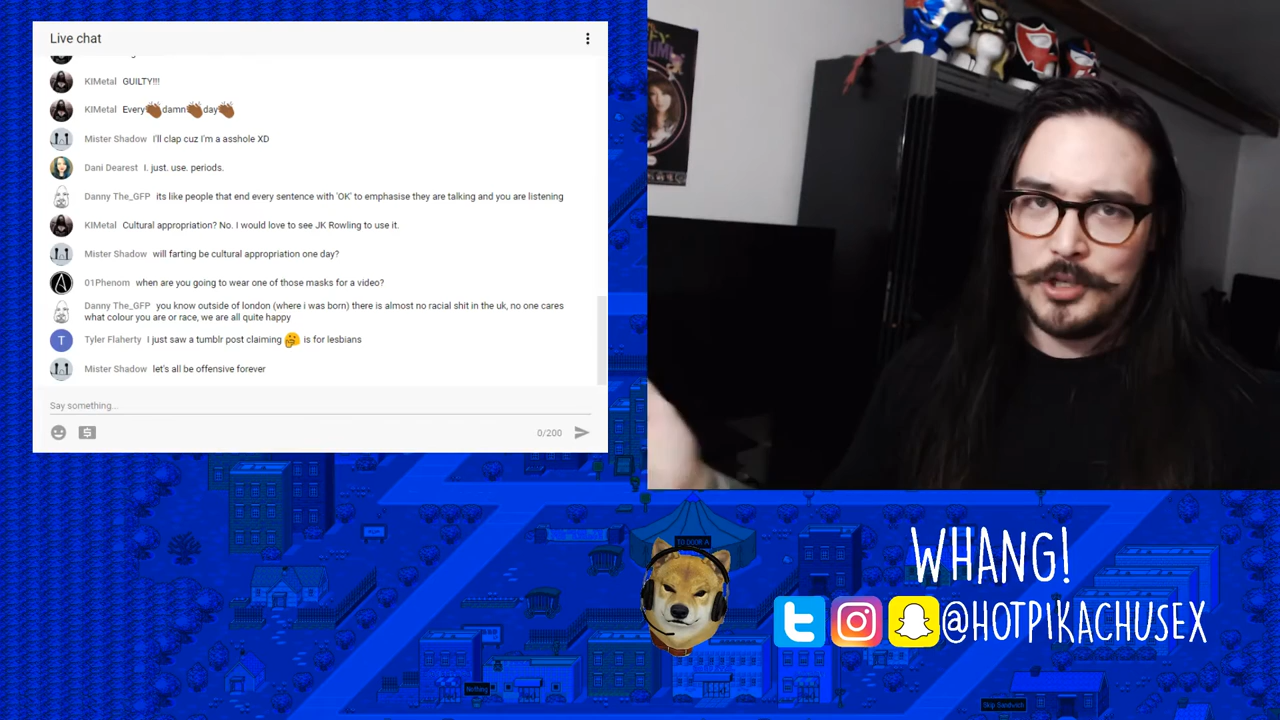 Live chat
KIMetal GUILTY!!!
KIMetal Every👏🏾damn👏🏾day👏🏾
Mister Shadow I'll clap cuz I'm a asshole XD
Dani Dearest I. just. use. periods.
Danny The_GFP its like people that end every sentence with 'OK' to emphasise they are talking and you are listening
KIMetal Cultural appropriation? No. I would love to see JK Rowling to use it.
Mister Shadow will farting be cultural appropriation one day?
01Phenom when are you going to wear one of those masks for a video?
Danny The_GFP you know outside of london (where i was born) there is almost no racial shit in the uk, no one cares
what colour you are or race, we are all quite happy
Tyler Flaherty I just saw a tumblr post claiming 🤔 is for lesbians
T
Mister Shadow let's all be offensive forever
Say something...
0/200
WHANG!
@HOTPIKACHUSEX
Nothing
Skip Sandwich